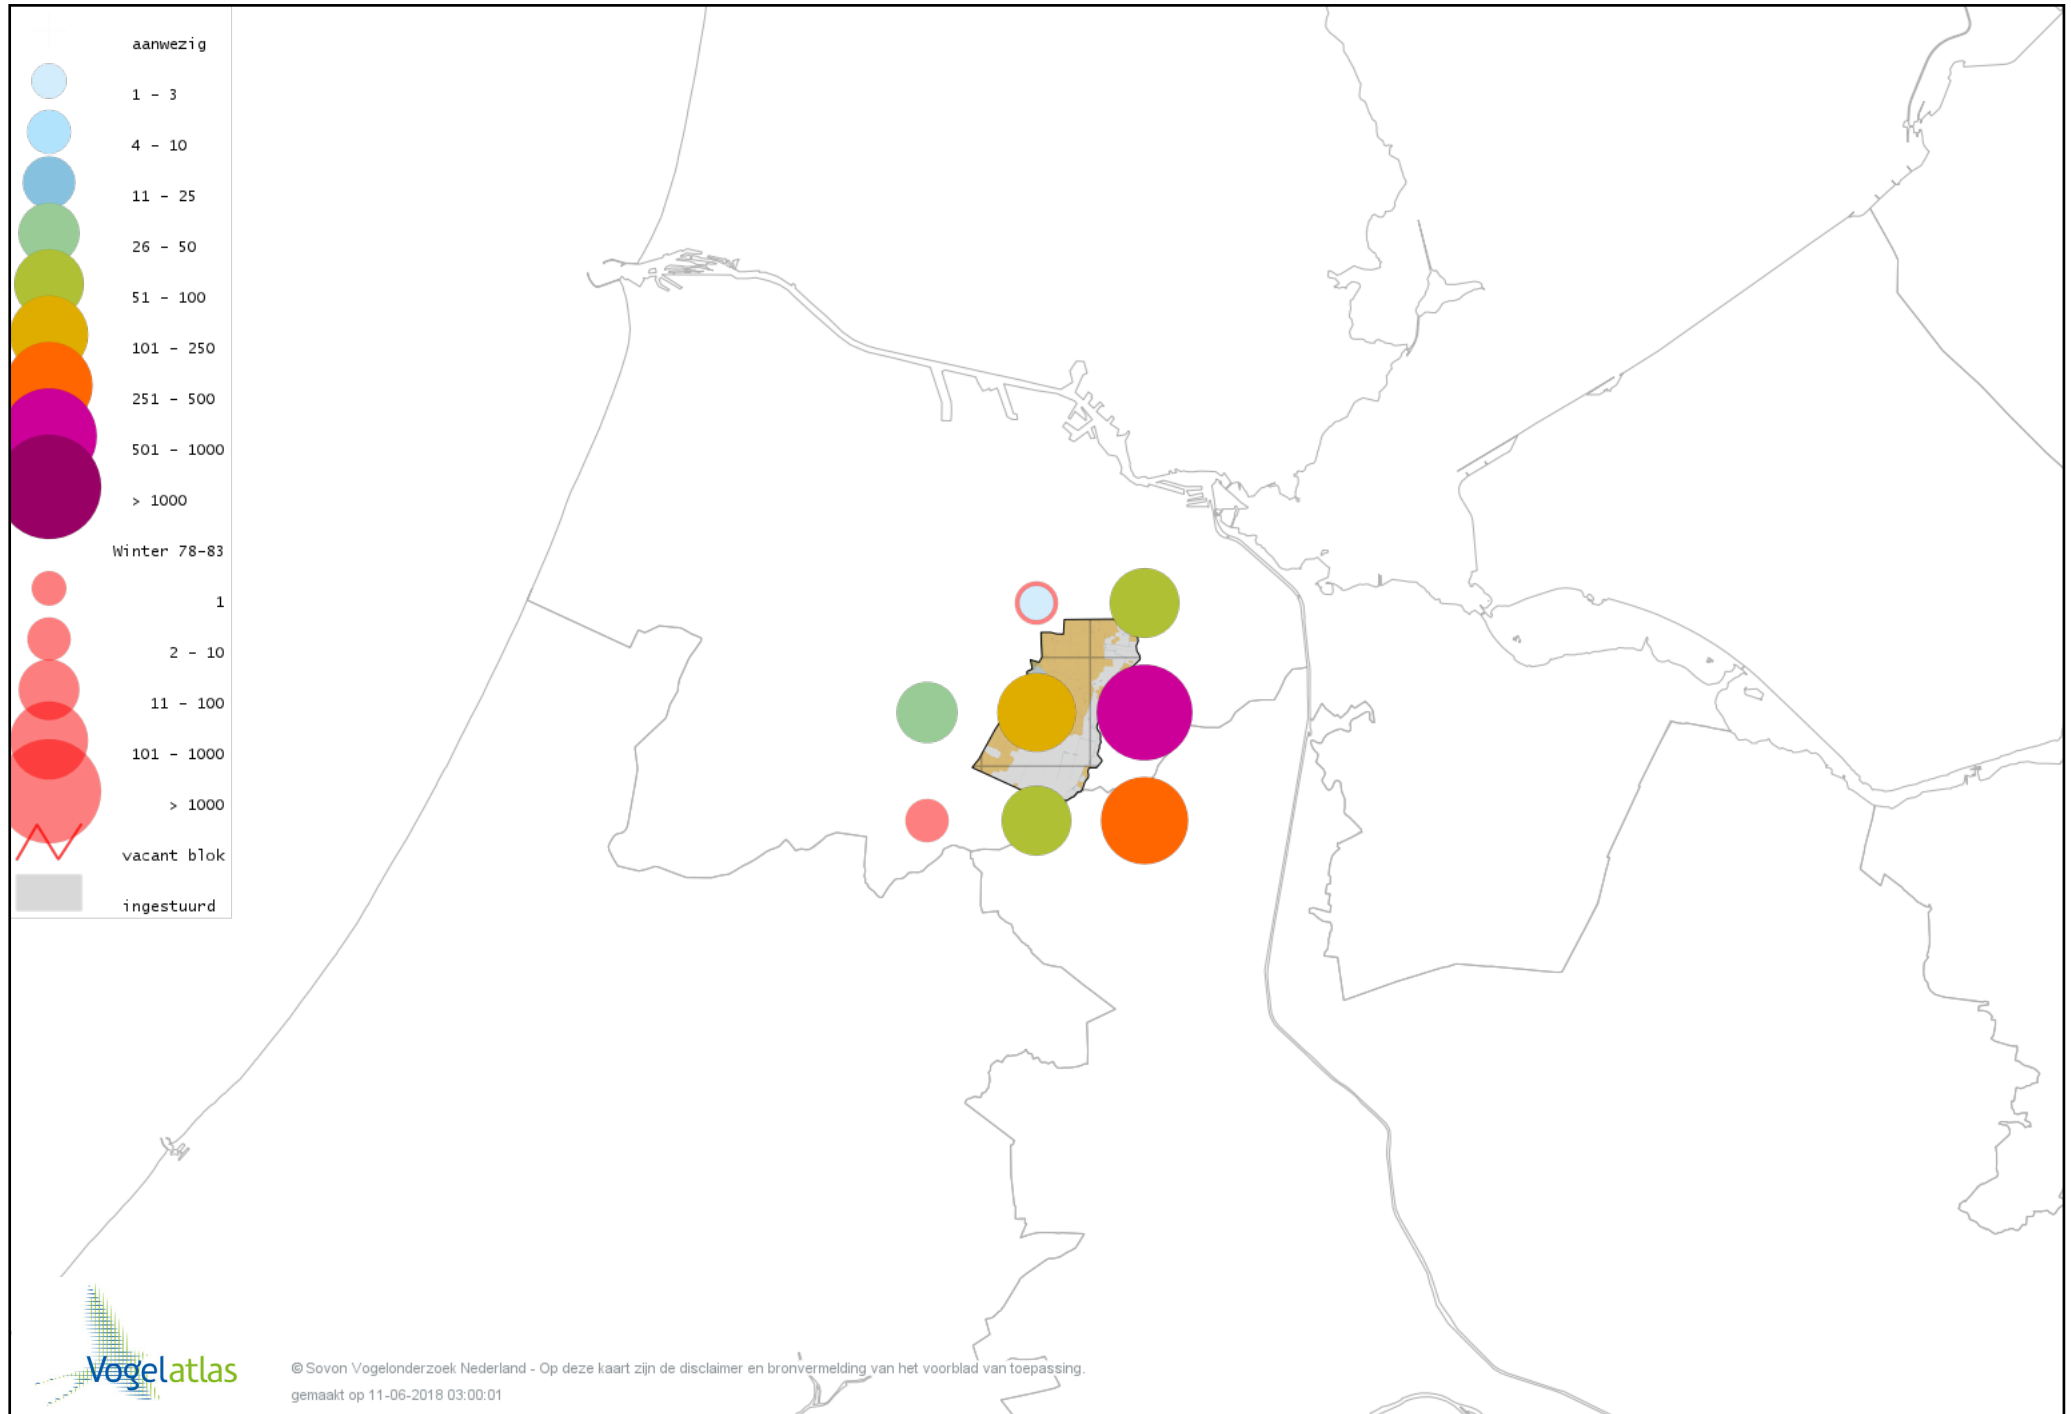 aanwezig
1 - 3
4 - 10
11 - 25
26 - 50
51 - 100
101 - 250
251 - 500
501 - 1000
> 1000
Winter 78-83
1
2 - 10
11 - 100
101 - 1000
> 1000
vacant blok
ingestuurd
Vogelatlas
© Sovon Vogelonderzoek Nederland - Op deze kaart zijn de disclaimer en bronvermelding van het voorblad van toepassing.
gemaakt op 11-06-2018 03:00:01